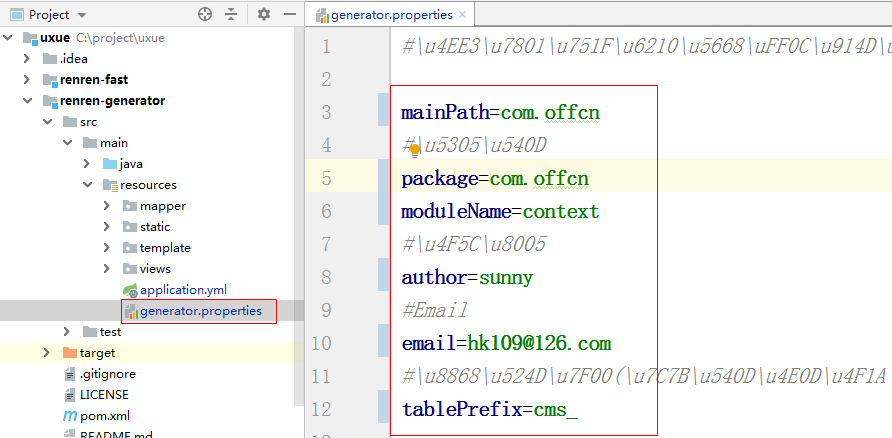 Project
uxue C:\project\uxue
.idea
renren-fast
renren-generator
src
main
java
resources
mapper
static
template
views
application.yml
generator.properties
test
target
.gitignore
LICENSE
pom.xml
README.md
generator.properties
1 #\u4EE3\u7801\u751F\u6210\u5668\uFF0C\u914D\u
2
3 mainPath=com.offcn
4 #\u5305\u540D
5 package=com.offcn
6 moduleName=context
7 #\u4F5C\u8005
8 author=sunny
9 #Email
10 email=hk109@126.com
11 #\u8868\u524D\u7F00(\u7C7B\u540D\u4E0D\u4F1A
12 tablePrefix=cms_